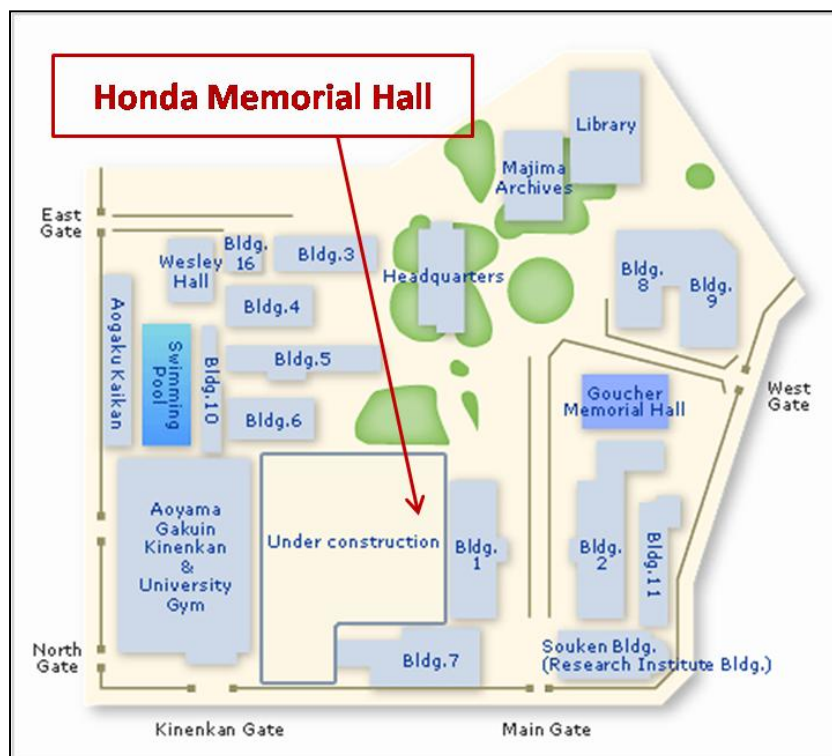 Honda Memorial Hall
Library
Majima
Archives
East
Gate
Wesley
Hall
Bldg.
16
Bldg.3
Headquarters
Bldg.
8
Bldg.
9
Bldg.4
Aogaku Kaikan
Swimming
Pool
Bldg.10
Bldg.5
Bldg.6
Goucher
Memorial Hall
West
Gate
Aoyama
Gakuin
Kinenkan
&
University
Gym
Under construction
Bldg.
1
Bldg.
2
Bldg.11
North
Gate
Bldg.7
Souken Bldg.
(Research Institute Bldg.)
Kinenkan Gate
Main Gate